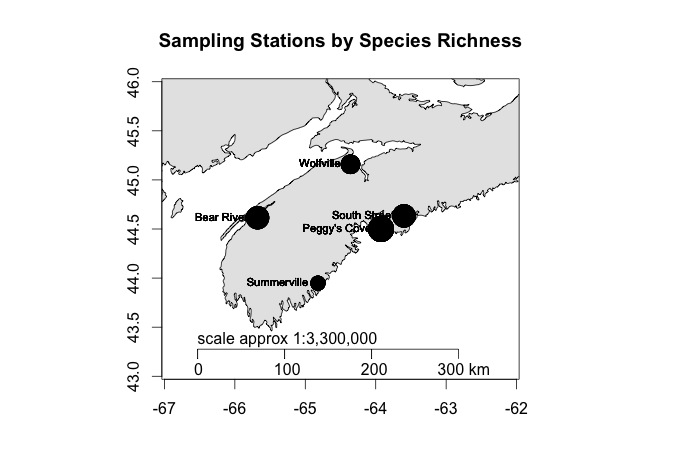 Sampling Stations by Species Richness
46.0
45.5
45.0
44.5
44.0
43.5
43.0
Wolfville
Bear River
South
Peggy's Cove
Summerville
scale approx 1:3,300,000
0 100 200 300 km
-67 -66 -65 -64 -63 -62